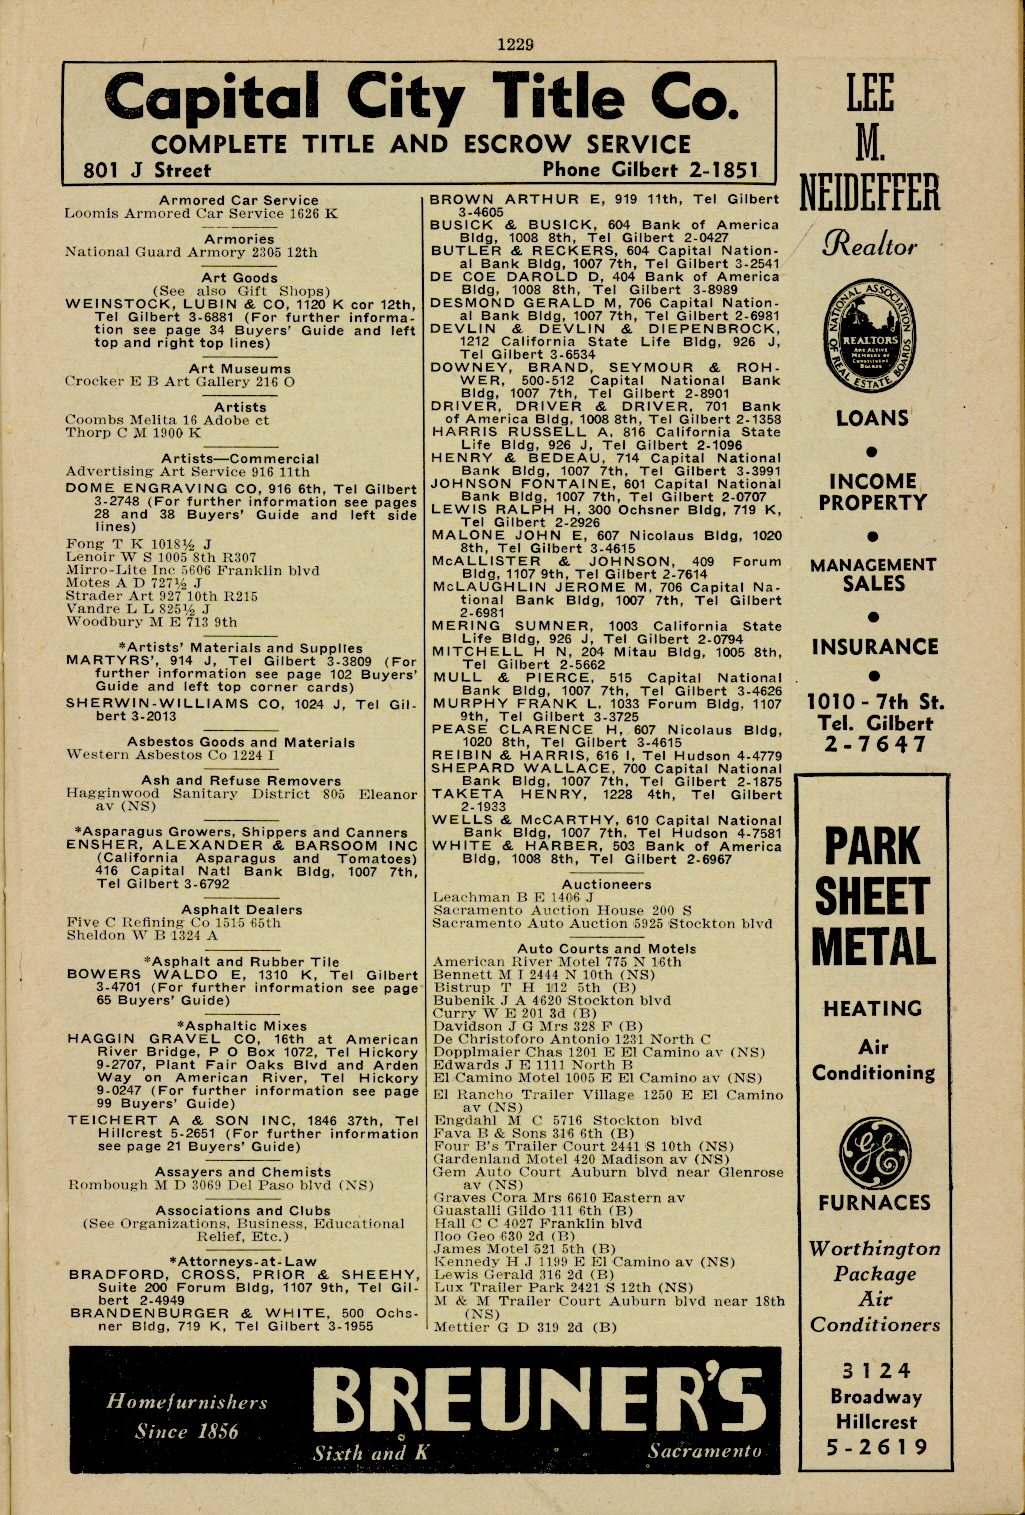 1229
Capital City Title Co.
COMPLETE TITLE AND ESCROW SERVICE
801 J Street Phone Gilbert 2-1851
Armored Car Service
Loomis Armored Car Service 1626 K
Armories
National Guard Armory 2305 12th
Art Goods
(See also Gift Shops)
WEINSTOCK, LUBIN & CO, 1120 K cor 12th,
Tel Gilbert 3-6881 (For further informa-
tion see page 34 Buyers' Guide and left
top and right top lines)
Art Museums
Crocker E B Art Gallery 216 O
Artists
Coombs Melita 16 Adobe ct
Thorp C M 1900 K
Artists—Commercial
Advertising Art Service 916 11th
DOME ENGRAVING CO, 916 6th, Tel Gilbert
3-2748 (For further information see pages
28 and 38 Buyers' Guide and left side
lines)
Fong T K 1018½ J
Lenoir W S 1005 8th R307
Mirro-Lite Inc 5606 Franklin blvd
Motes A D 727½ J
Strader Art 927 10th R215
Vandre L L 825½ J
Woodbury M E 713 9th
*Artists' Materials and Supplies
MARTYRS', 914 J, Tel Gilbert 3-3809 (For
further information see page 102 Buyers'
Guide and left top corner cards)
SHERWIN-WILLIAMS CO, 1024 J, Tel Gil-
bert 3-2013
Asbestos Goods and Materials
Western Asbestos Co 1224 I
Ash and Refuse Removers
Hagginwood Sanitary District 805 Eleanor
av (NS)
*Asparagus Growers, Shippers and Canners
ENSHER, ALEXANDER & BARSOOM INC
(California Asparagus and Tomatoes)
416 Capital Natl Bank Bldg, 1007 7th,
Tel Gilbert 3-6792
Asphalt Dealers
Five C Refining Co 1515 65th
Sheldon W B 1324 A
*Asphalt and Rubber Tile
BOWERS WALDO E, 1310 K, Tel Gilbert
3-4701 (For further information see page
65 Buyers' Guide)
*Asphaltic Mixes
HAGGIN GRAVEL CO, 16th at American
River Bridge, P O Box 1072, Tel Hickory
9-2707, Plant Fair Oaks Blvd and Arden
Way on American River, Tel Hickory
9-0247 (For further information see page
99 Buyers' Guide)
TEICHERT A & SON INC, 1846 37th, Tel
Hillcrest 5-2651 (For further information
see page 21 Buyers' Guide)
Assayers and Chemists
Rombough M D 3069 Del Paso blvd (NS)
Associations and Clubs
(See Organizations, Business, Educational
Relief, Etc.)
*Attorneys-at-Law
BRADFORD, CROSS, PRIOR & SHEEHY,
Suite 200 Forum Bldg, 1107 9th, Tel Gil-
bert 2-4949
BRANDENBURGER & WHITE, 500 Ochs-
ner Bldg, 719 K, Tel Gilbert 3-1955
BROWN ARTHUR E, 919 11th, Tel Gilbert
3-4605
BUSICK & BUSICK, 604 Bank of America
Bldg, 1008 8th, Tel Gilbert 2-0427
BUTLER & RECKERS, 604 Capital Nation-
al Bank Bldg, 1007 7th, Tel Gilbert 3-2541
DE COE DAROLD D, 404 Bank of America
Bldg, 1008 8th, Tel Gilbert 3-8989
DESMOND GERALD M, 706 Capital Nation-
al Bank Bldg, 1007 7th, Tel Gilbert 2-6981
DEVLIN & DEVLIN & DIEPENBROCK,
1212 California State Life Bldg, 926 J,
Tel Gilbert 3-6534
DOWNEY, BRAND, SEYMOUR & ROH-
WER, 500-512 Capital National Bank
Bldg, 1007 7th, Tel Gilbert 2-8901
DRIVER, DRIVER & DRIVER, 701 Bank
of America Bldg, 1008 8th, Tel Gilbert 2-1358
HARRIS RUSSELL A, 816 California State
Life Bldg, 926 J, Tel Gilbert 2-1096
HENRY & BEDEAU, 714 Capital National
Bank Bldg, 1007 7th, Tel Gilbert 3-3991
JOHNSON FONTAINE, 601 Capital National
Bank Bldg, 1007 7th, Tel Gilbert 2-0707
LEWIS RALPH H, 300 Ochsner Bldg, 719 K,
Tel Gilbert 2-2926
MALONE JOHN E, 607 Nicolaus Bldg, 1020
8th, Tel Gilbert 3-4615
McALLISTER & JOHNSON, 409 Forum
Bldg, 1107 9th, Tel Gilbert 2-7614
McLAUGHLIN JEROME M, 706 Capital Na-
tional Bank Bldg, 1007 7th, Tel Gilbert
2-6981
MERING SUMNER, 1003 California State
Life Bldg, 926 J, Tel Gilbert 2-0794
MITCHELL H N, 204 Mitau Bldg, 1005 8th,
Tel Gilbert 2-5662
MULL & PIERCE, 515 Capital National
Bank Bldg, 1007 7th, Tel Gilbert 3-4626
MURPHY FRANK L, 1033 Forum Bldg, 1107
9th, Tel Gilbert 3-3725
PEASE CLARENCE H, 607 Nicolaus Bldg,
1020 8th, Tel Gilbert 3-4615
REIBIN & HARRIS, 616 I, Tel Hudson 4-4779
SHEPARD WALLACE, 700 Capital National
Bank Bldg, 1007 7th, Tel Gilbert 2-1875
TAKETA HENRY, 1228 4th, Tel Gilbert
2-1933
WELLS & McCARTHY, 610 Capital National
Bank Bldg, 1007 7th, Tel Hudson 4-7581
WHITE & HARBER, 503 Bank of America
Bldg, 1008 8th, Tel Gilbert 2-6967
Auctioneers
Leachman B E 1406 J
Sacramento Auction House 200 S
Sacramento Auto Auction 5925 Stockton blvd
Auto Courts and Motels
American River Motel 775 N 16th
Bennett M I 2444 N 10th (NS)
Bistrup T H 112 5th (B)
Bubenik J A 4620 Stockton blvd
Curry W E 201 3d (B)
Davidson J G Mrs 328 F (B)
De Christoforo Antonio 1231 North C
Dopplmaier Chas 1201 E El Camino av (NS)
Edwards J E 1111 North B
El Camino Motel 1005 E El Camino av (NS)
El Rancho Trailer Village 1250 E El Camino
av (NS)
Engdahl M C 5716 Stockton blvd
Fava B & Sons 316 6th (B)
Four B's Trailer Court 2441 S 10th (NS)
Gardenland Motel 420 Madison av (NS)
Gem Auto Court Auburn blvd near Glenrose
av (NS)
Graves Cora Mrs 6610 Eastern av
Guastalli Gildo 111 6th (B)
Hall C C 4027 Franklin blvd
Hoo Geo 630 2d (B)
James Motel 521 5th (B)
Kennedy H J 1199 E El Camino av (NS)
Lewis Gerald 316 2d (B)
Lux Trailer Park 2421 S 12th (NS)
M & M Trailer Court Auburn blvd near 18th
(NS)
Mettier G D 319 2d (B)
LEE
M.
NEIDEFFER
Realtor
NATIONAL ASSOCIATION
OF REAL ESTATE BOARDS
REALTORS
ARE ACTIVE
MEMBERS OF
CONSTITUENT
BOARDS
LOANS
•
INCOME
PROPERTY
•
MANAGEMENT
SALES
•
INSURANCE
•
1010 - 7th St.
Tel. Gilbert
2-7647
PARK
SHEET
METAL
HEATING
Air
Conditioning
GE
FURNACES
Worthington
Package
Air
Conditioners
3124
Broadway
Hillcrest
5-2619
Homefurnishers
Since 1856
BREUNER'S
Sixth and K Sacramento